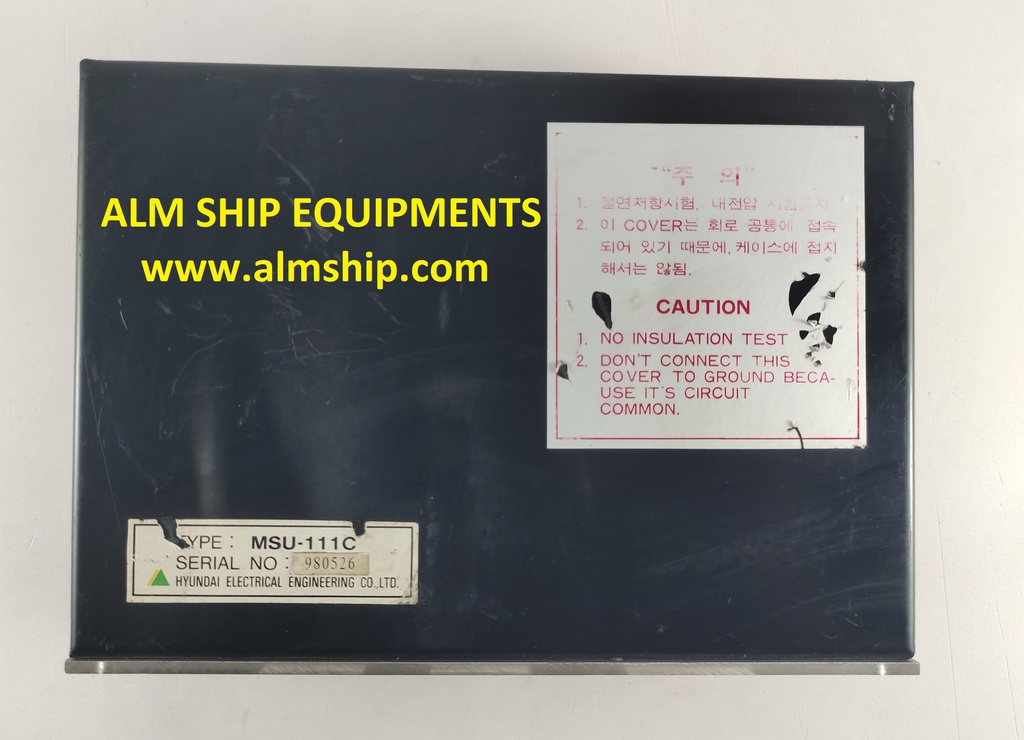 ALM SHIP EQUIPMENTS
www.almship.com
"주 의"
1. 절연저항시험, 내전압
2. 이 COVER는 회로 공통에 접속
되어 있기 때문에, 케이스에 접지
해서는 않됨.
CAUTION
1. NO INSULATION TEST
2. DON'T CONNECT THIS
COVER TO GROUND BECA-
USE IT'S CIRCUIT
COMMON.
TYPE : MSU-111C
SERIAL NO : 980526
HYUNDAI ELECTRICAL ENGINEERING CO.,LTD.